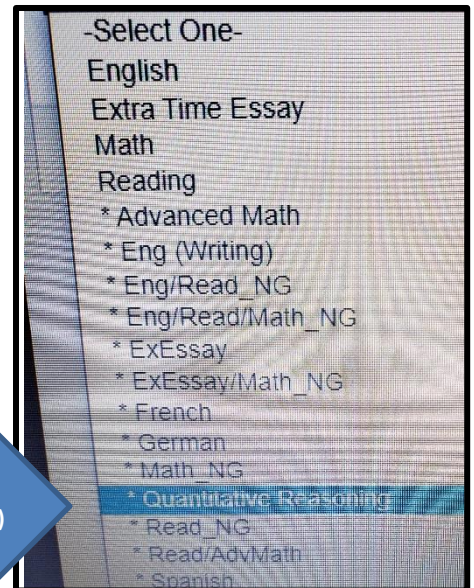 -Select One-
English
Extra Time Essay
Math
Reading
* Advanced Math
* Eng (Writing)
* Eng/Read_NG
* Eng/Read/Math_NG
* ExEssay
* ExEssay/Math_NG
* French
* German
* Math_NG
* Quantitative Reasoning
* Read_NG
* Read/AdvMath
* Spanish
)